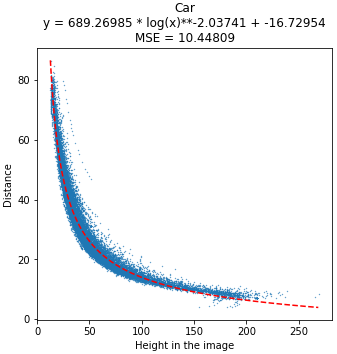 Car
y = 689.26985 * log(x)**-2.03741 + -16.72954
MSE = 10.44809
80
60
40
20
0
Distance
0 50 100 150 200 250
Height in the image